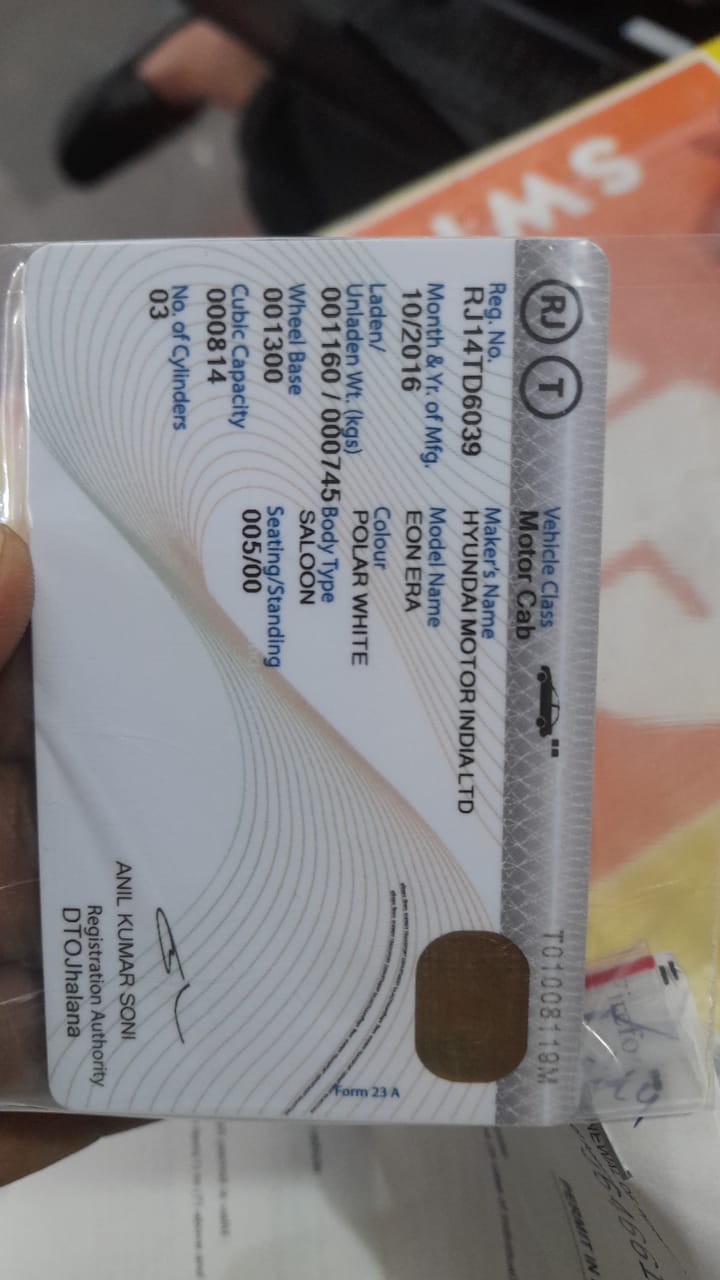 RJ T
Vehicle Class
Motor Cab
T01008119M
Reg. No.
RJ14TD6039
Maker's Name
HYUNDAI MOTOR INDIA LTD
Month & Yr. of Mfg.
10/2016
Model Name
EON ERA
Laden/
Unladen Wt. (kgs)
001160 / 000745
Colour
POLAR WHITE
Body Type
SALOON
Wheel Base
001300
Seating/Standing
005/00
Cubic Capacity
000814
No. of Cylinders
03
Form 23 A
ANIL KUMAR SONI
Registration Authority
DTOJhalana
PERMIT IN